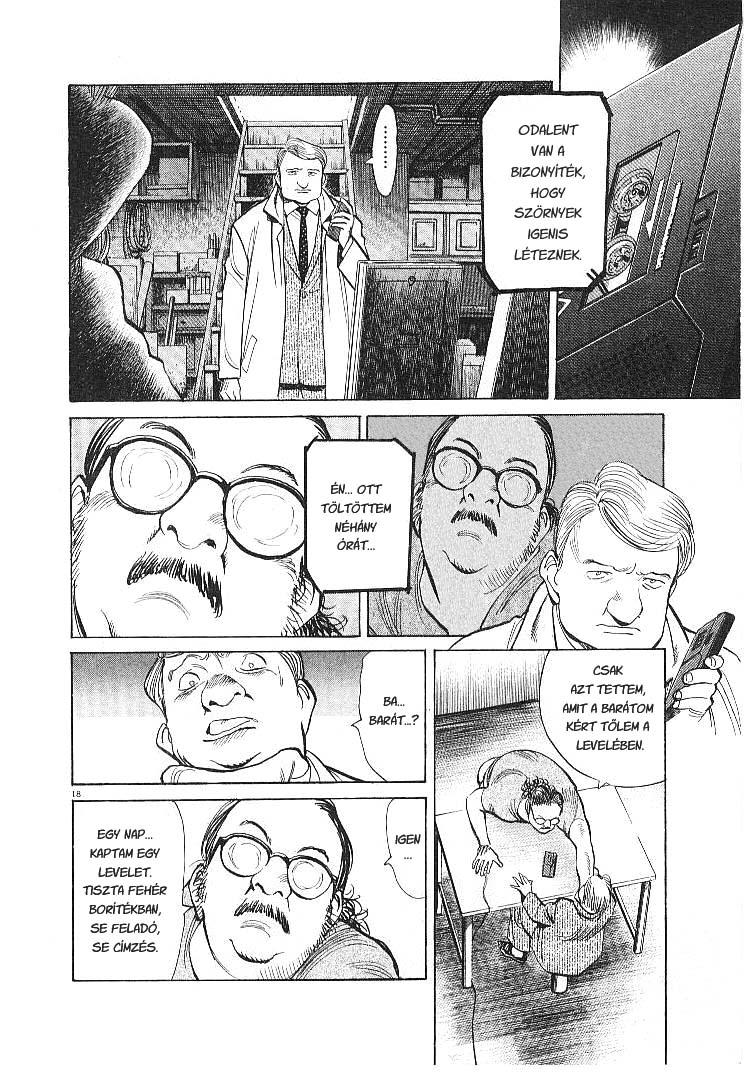 ODALENT
VAN A
BIZONYÍTÉK,
HOGY
SZÖRNYEK
IGENIS
LÉTEZNEK.
.......
ÉN... OTT
TÖLTÖTTEM
NÉHÁNY
ÓRÁT...
CSAK
AZT TETTEM,
AMIT A BARÁTOM
KÉRT TŐLEM A
LEVELÉBEN.
BA...
BARÁT...?
18
IGEN
...
EGY NAP...
KAPTAM EGY
LEVELET.
TISZTA FEHÉR
BORÍTÉKBAN,
SE FELADÓ,
SE CÍMZÉS.